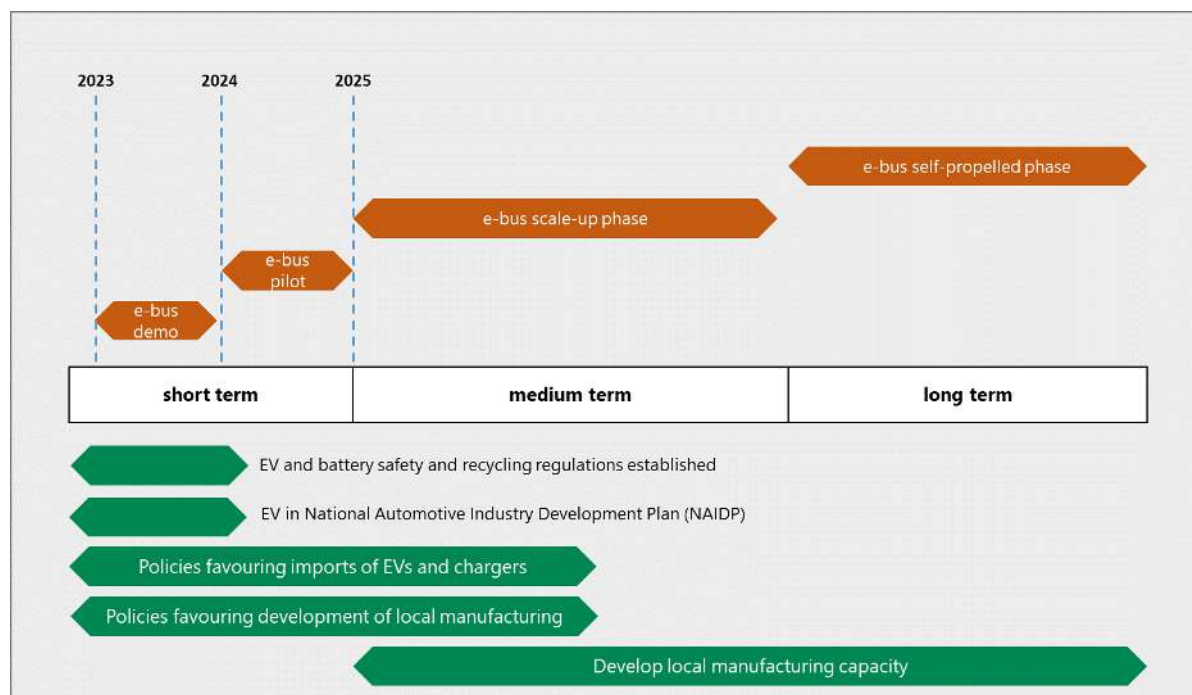 2023
2024
2025
e-bus self-propelled phase
e-bus scale-up phase
e-bus
pilot
e-bus
demo
short term
medium term
long term
EV and battery safety and recycling regulations established
EV in National Automotive Industry Development Plan (NAIDP)
Policies favouring imports of EVs and chargers
Policies favouring development of local manufacturing
Develop local manufacturing capacity